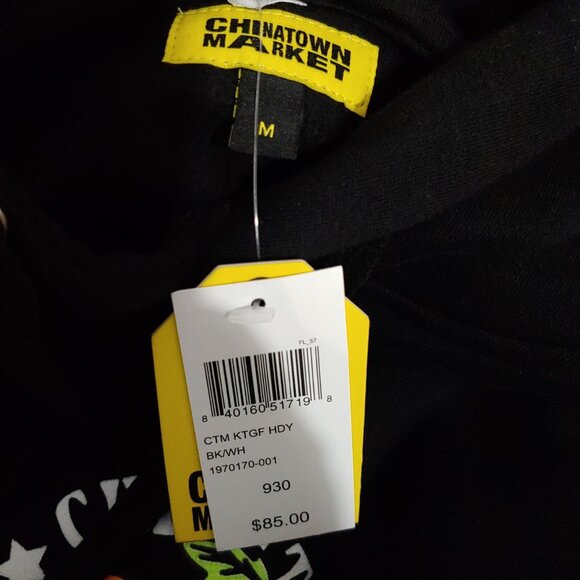 CHINATOWN
MARKET
M
FL_57
8 40160 51719 8
CTM KTGF HDY
BK/WH
1970170-001
930
$85.00